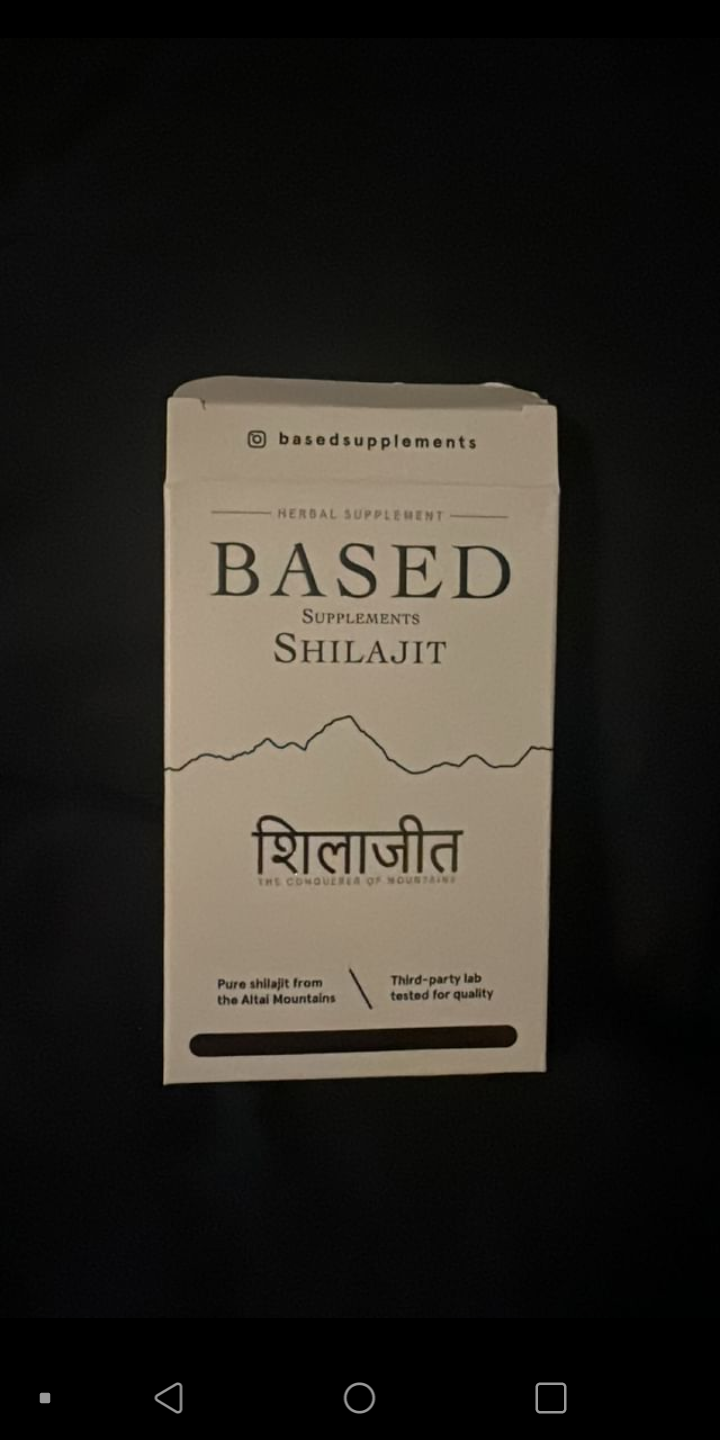 basedsupplements
HERBAL SUPPLEMENT
BASED
SUPPLEMENTS
SHILAJIT
शिलाजीत
THE CONQUERER OF MOUNTAINS
Pure shilajit from
the Altai Mountains
Third-party lab
tested for quality